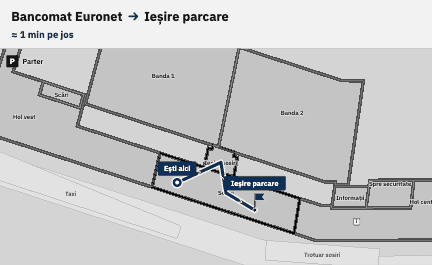 Bancomat Euronet → Ieșire parcare
≈ 1 min pe jos
P Parter
Scări
Hol vest
Banda 1
Banda 2
Ești aici
Ieșire parcare
Taxi
Informații
Spre securitate
Hol cent
Trotuar sosiri